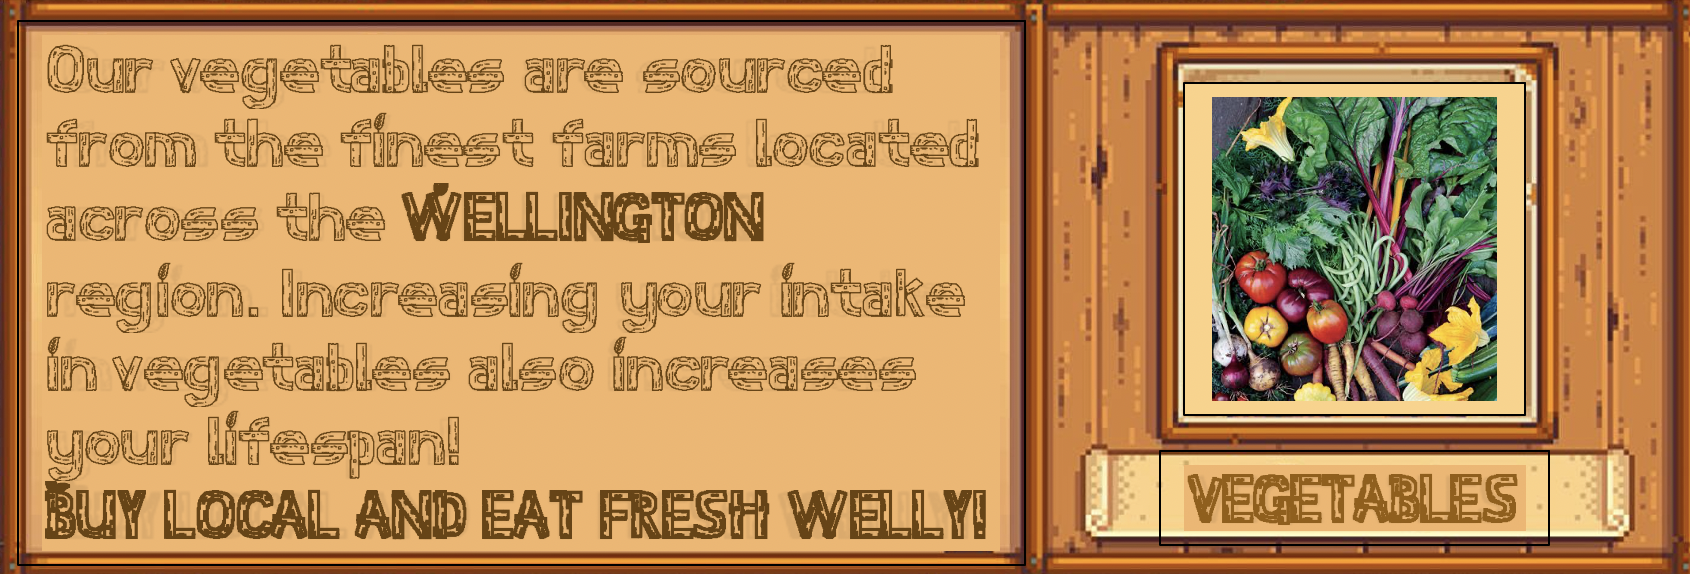 Our vegetables are sourced
from the finest farms located
across the WELLINGTON
region. Increasing your intake
in vegetables also increases
your lifespan!
BUY LOCAL AND EAT FRESH WELLY!
VEGETABLES